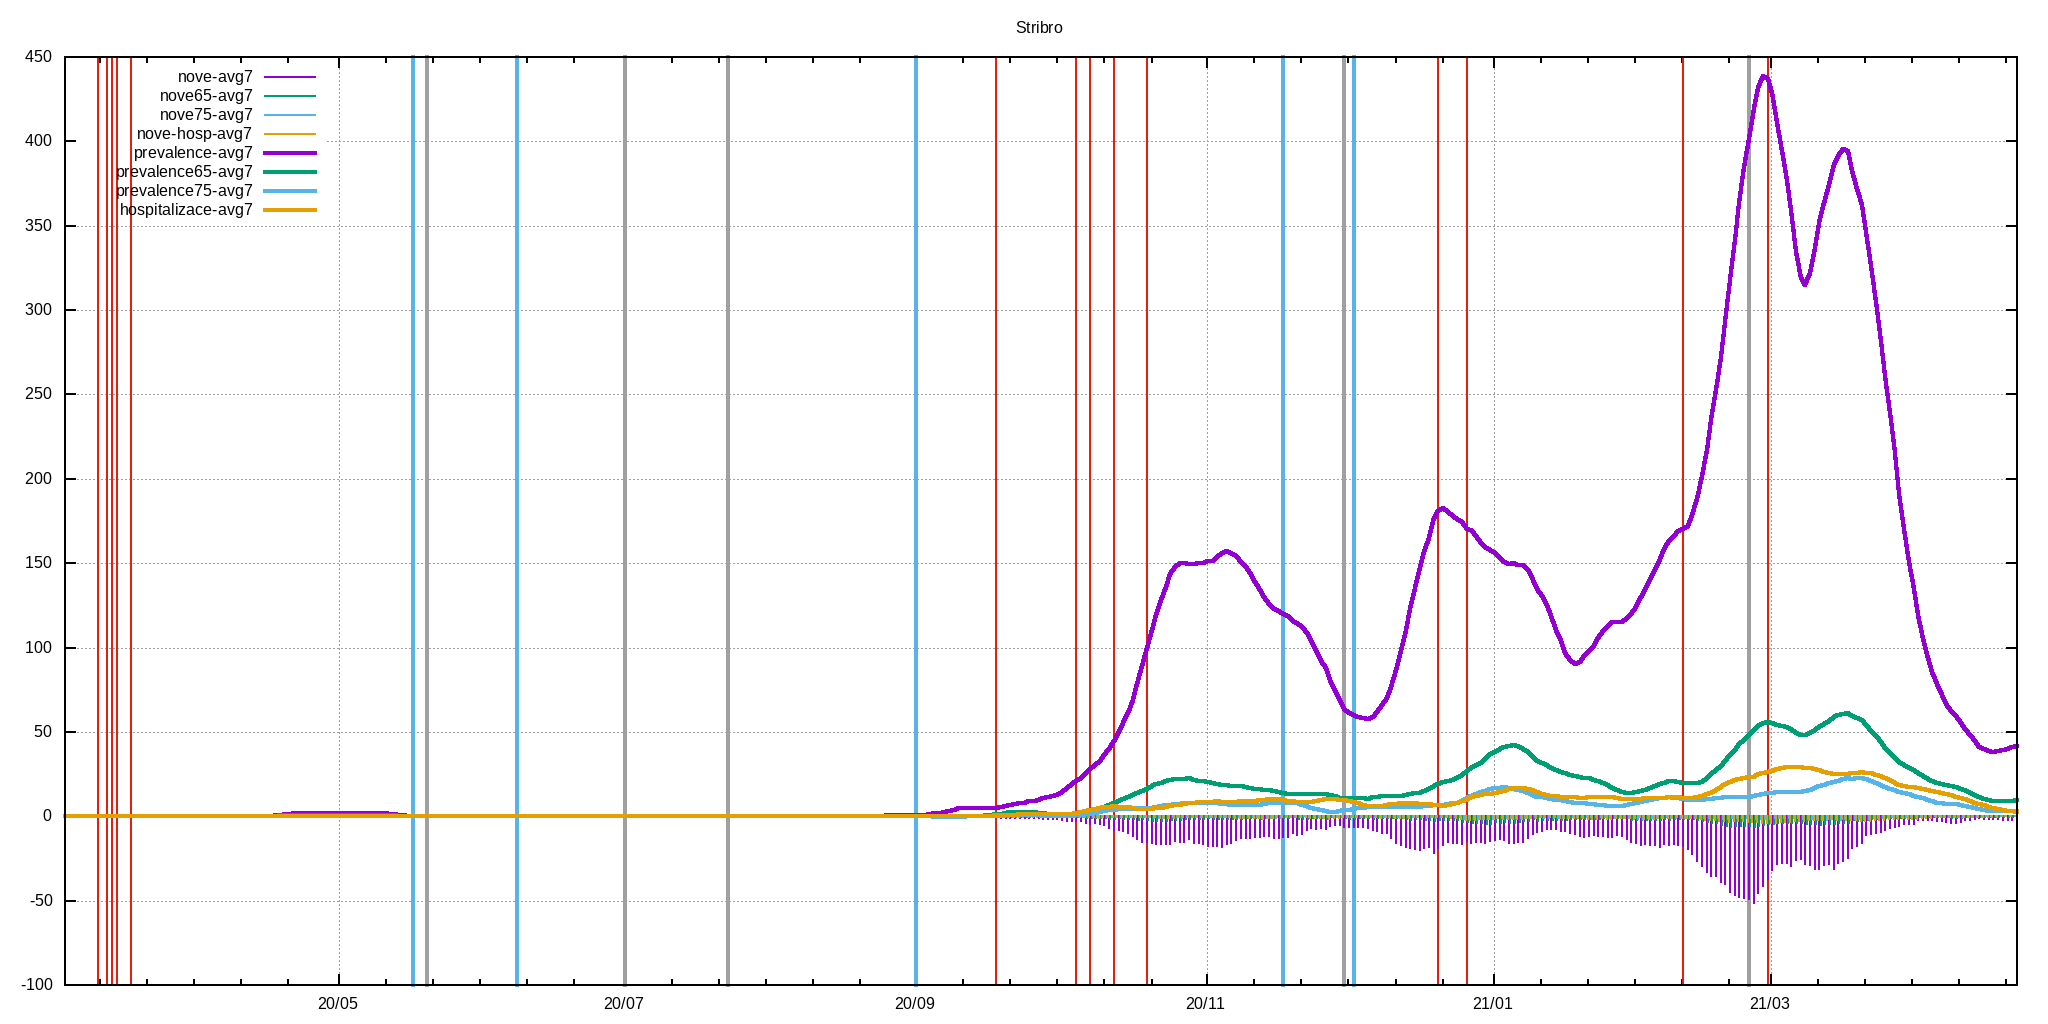 Stribro
450
400
350
300
250
200
150
100
50
0
-50
-100
nove-avg7
nove65-avg7
nove75-avg7
nove-hosp-avg7
prevalence-avg7
prevalence65-avg7
prevalence75-avg7
hospitalizace-avg7
20/05 20/07 20/09 20/11 21/01 21/03